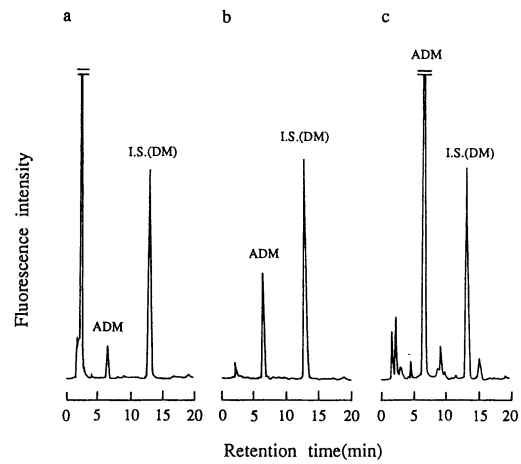 a b c
ADM
I.S.(DM) I.S.(DM) I.S.(DM)
ADM
ADM
Fluorescence intensity
0 5 10 15 20 0 5 10 15 20 0 5 10 15 20
Retention time(min)